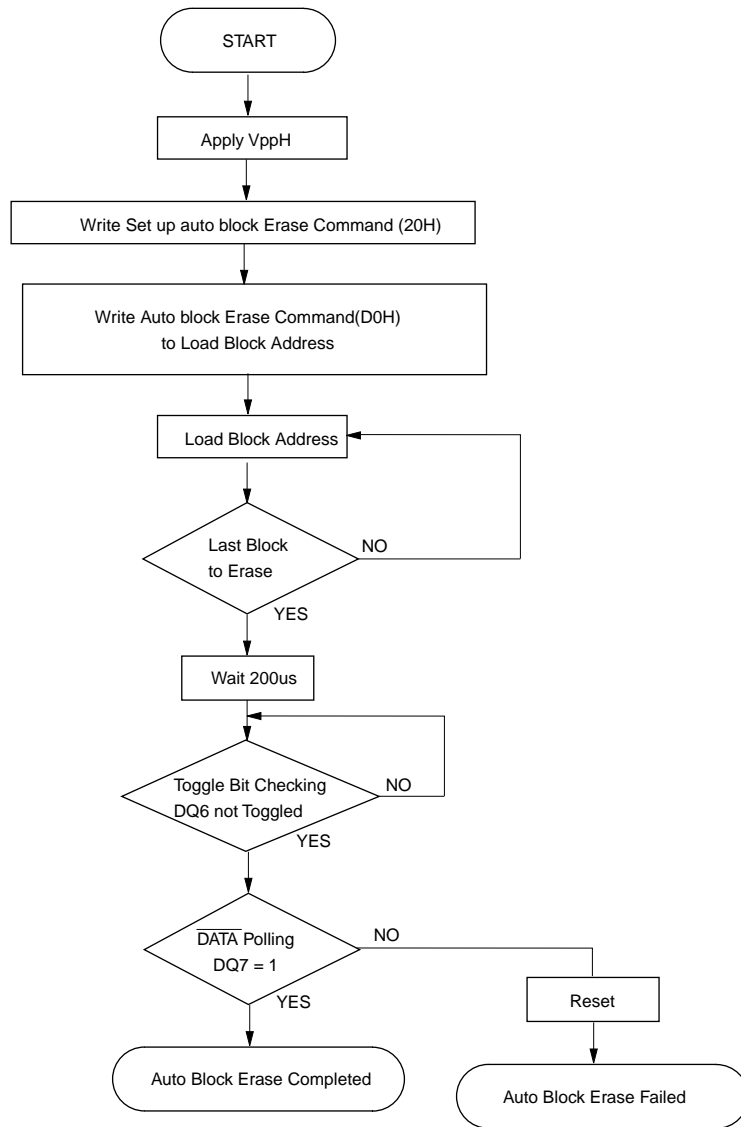 START
Apply VppH
Write Set up auto block Erase Command (20H)
Write Auto block Erase Command(D0H)
to Load Block Address
Load Block Address
Last Block
to Erase
NO
YES
Wait 200us
Toggle Bit Checking
DQ6 not Toggled
NO
YES
DATA Polling
DQ7 = 1
NO
YES
Reset
Auto Block Erase Completed
Auto Block Erase Failed